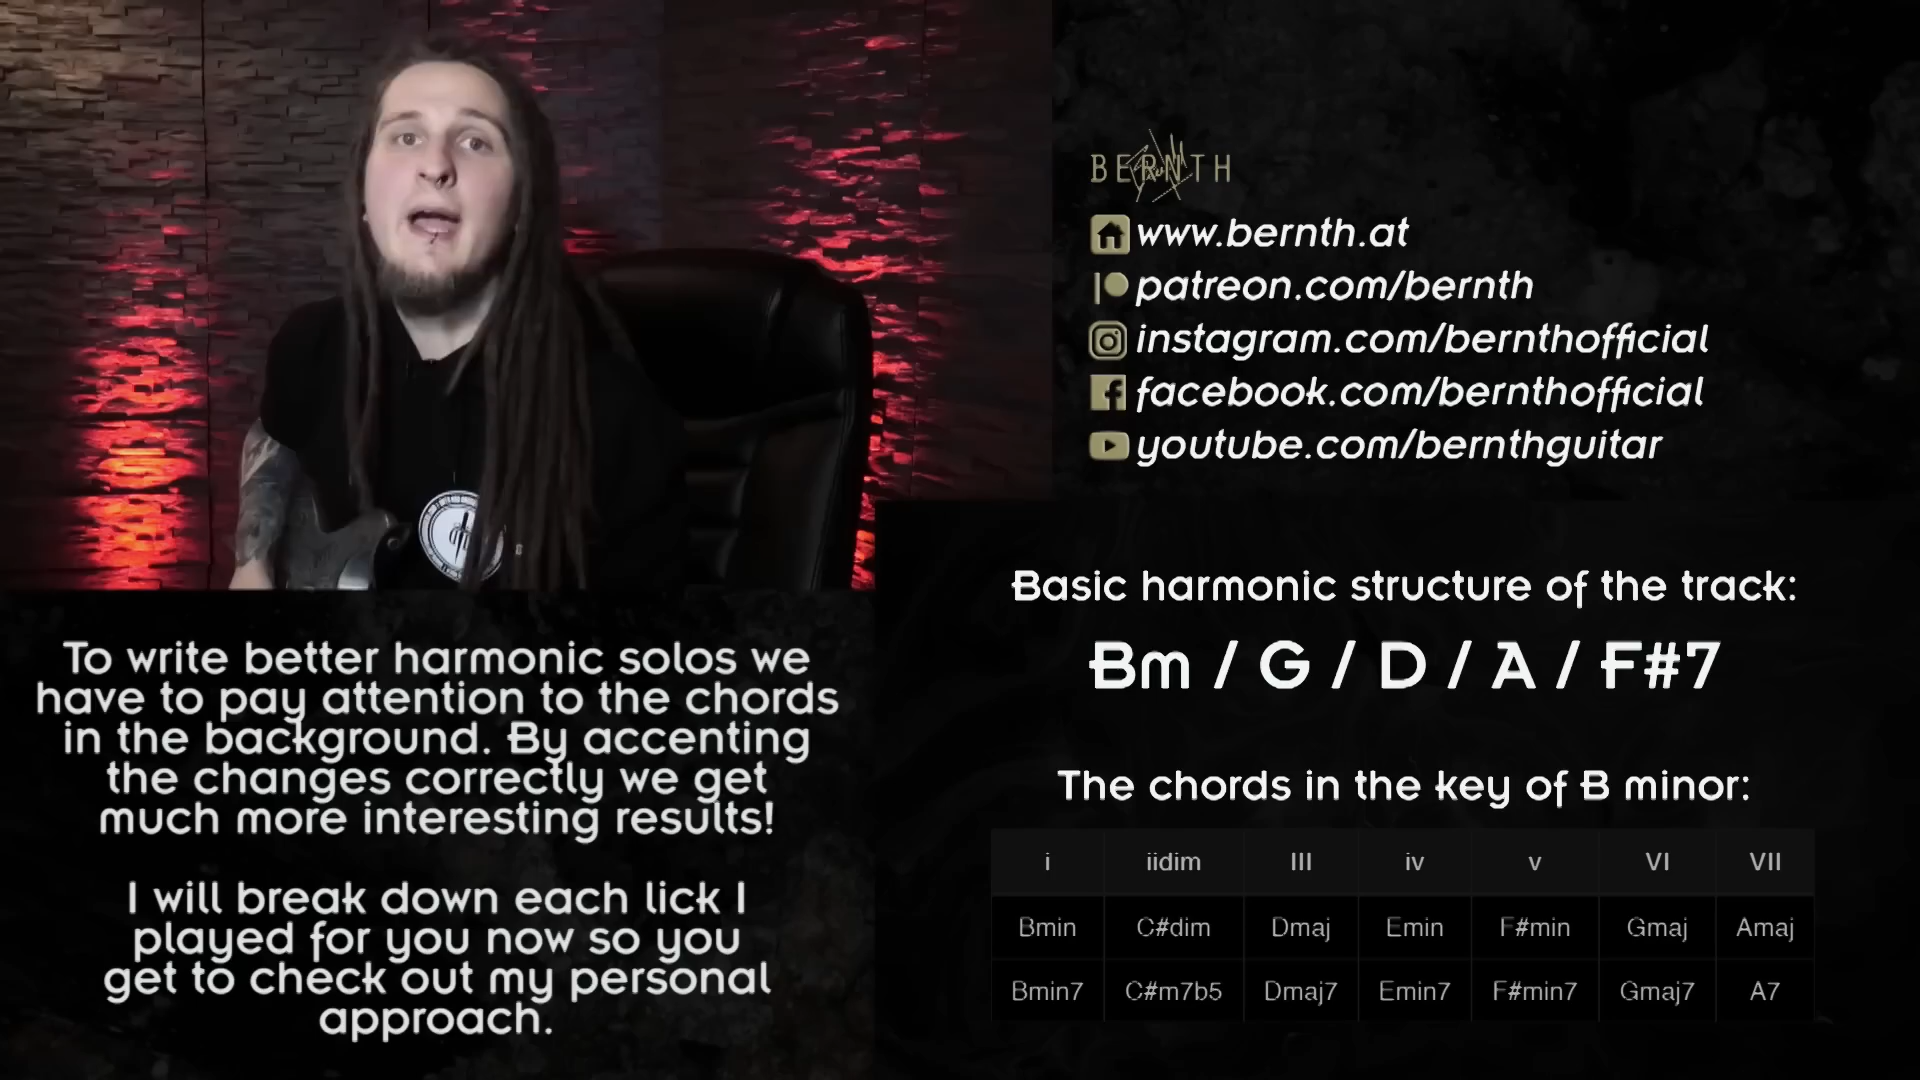 BERNTH
www.bernth.at
patreon.com/bernth
instagram.com/bernthofficial
facebook.com/bernthofficial
youtube.com/bernthguitar
To write better harmonic solos we
have to pay attention to the chords
in the background. By accenting
the changes correctly we get
much more interesting results!
I will break down each lick I
played for you now so you
get to check out my personal
approach.
Basic harmonic structure of the track:
Bm / G / D / A / F#7
The chords in the key of B minor:
i iidim III iv v VI VII
Bmin C#dim Dmaj Emin F#min Gmaj Amaj
Bmin7 C#m7b5 Dmaj7 Emin7 F#min7 Gmaj7 A7